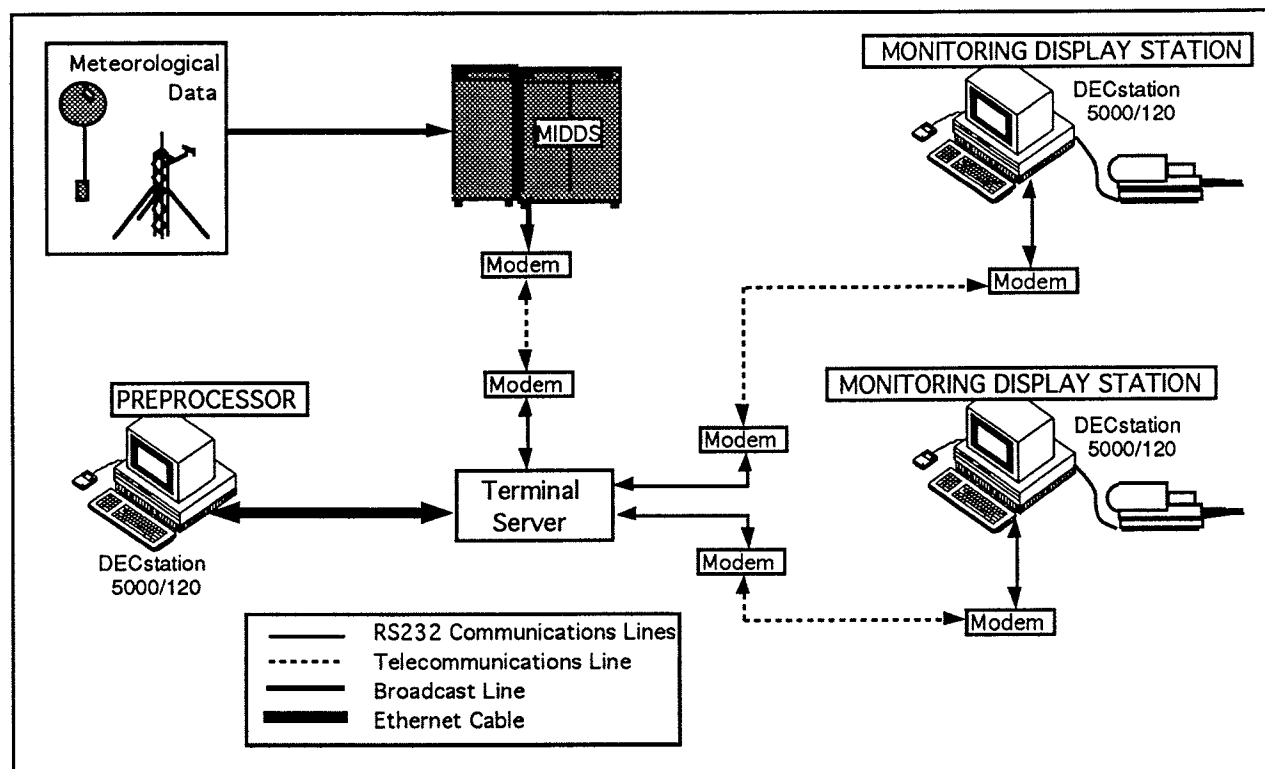 Meteorological
Data
MIDDS
MONITORING DISPLAY STATION
DECstation
5000/120
Modem
Modem
Modem
PREPROCESSOR
DECstation
5000/120
Terminal
Server
Modem
MONITORING DISPLAY STATION
DECstation
5000/120
Modem
Modem
RS232 Communications Lines
Telecommunications Line
Broadcast Line
Ethernet Cable